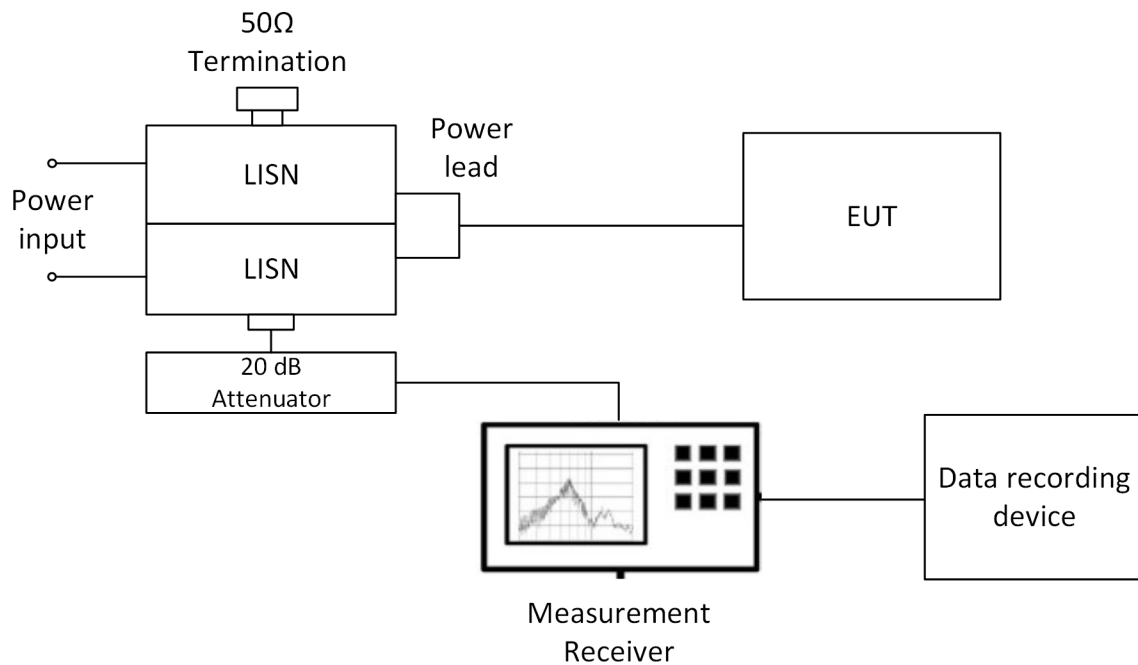 50Ω
Termination
LISN
Power
lead
Power
input
LISN
EUT
20 dB
Attenuator
Data recording
device
Measurement
Receiver